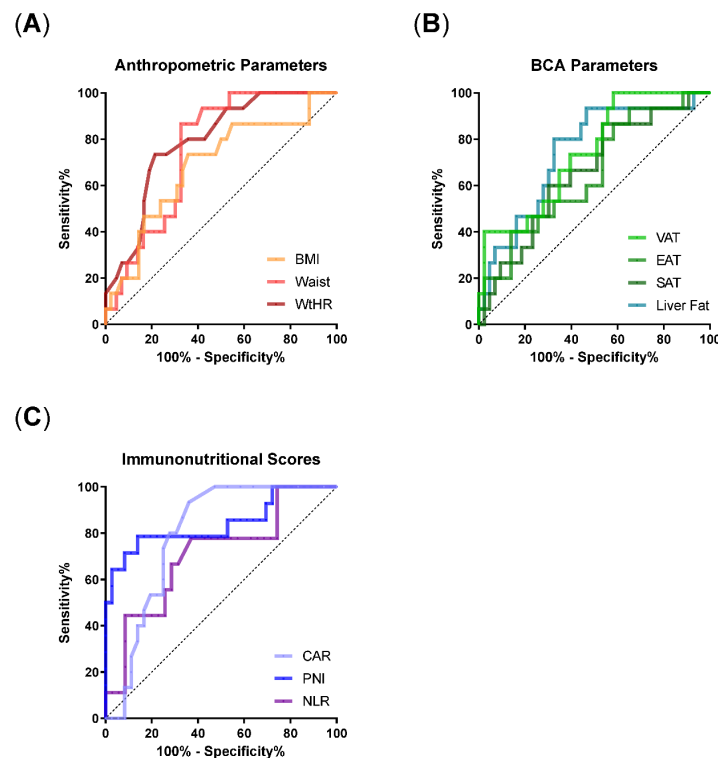 (A)
Anthropometric Parameters
100
80
60
40
20
0
Sensitivity%
BMI
Waist
WtHR
0 20 40 60 80 100
100% - Specificity%
(B)
BCA Parameters
100
80
60
40
20
0
Sensitivity%
VAT
EAT
SAT
Liver Fat
0 20 40 60 80 100
100% - Specificity%
(C)
Immunonutritional Scores
100
80
60
40
20
0
Sensitivity%
CAR
PNI
NLR
0 20 40 60 80 100
100% - Specificity%